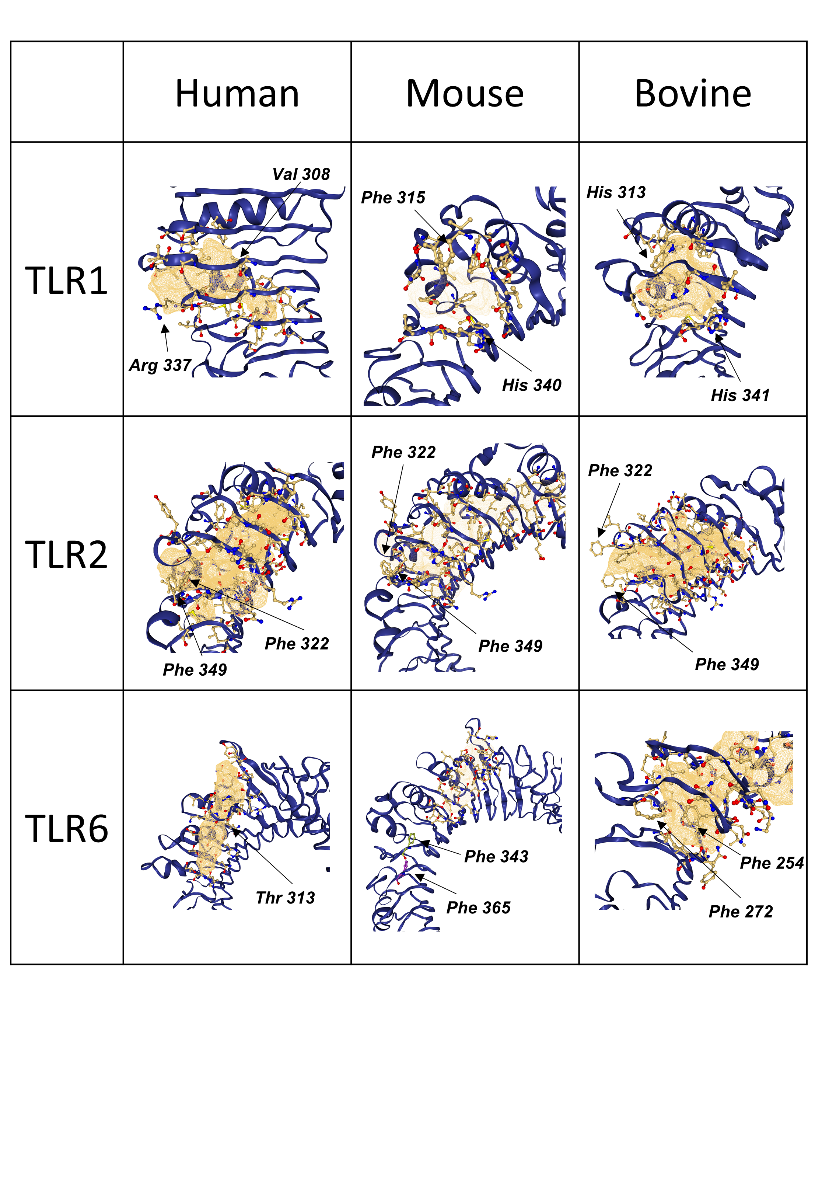 Human Mouse Bovine
TLR1
Val 308
Arg 337
Phe 315
His 340
His 313
His 341
TLR2
Phe 322
Phe 349
Phe 322
Phe 349
Phe 322
Phe 349
TLR6
Thr 313
Phe 343
Phe 365
Phe 254
Phe 272